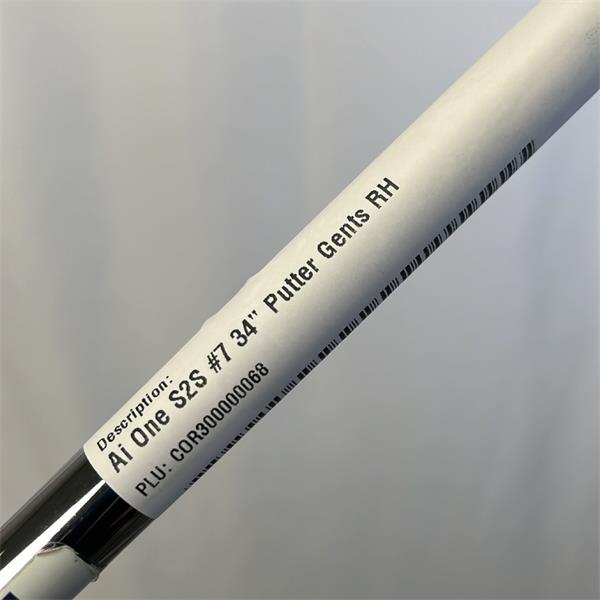 Description:
Ai One S2S #7 34" Putter Gents RH
PLU: COR300000068